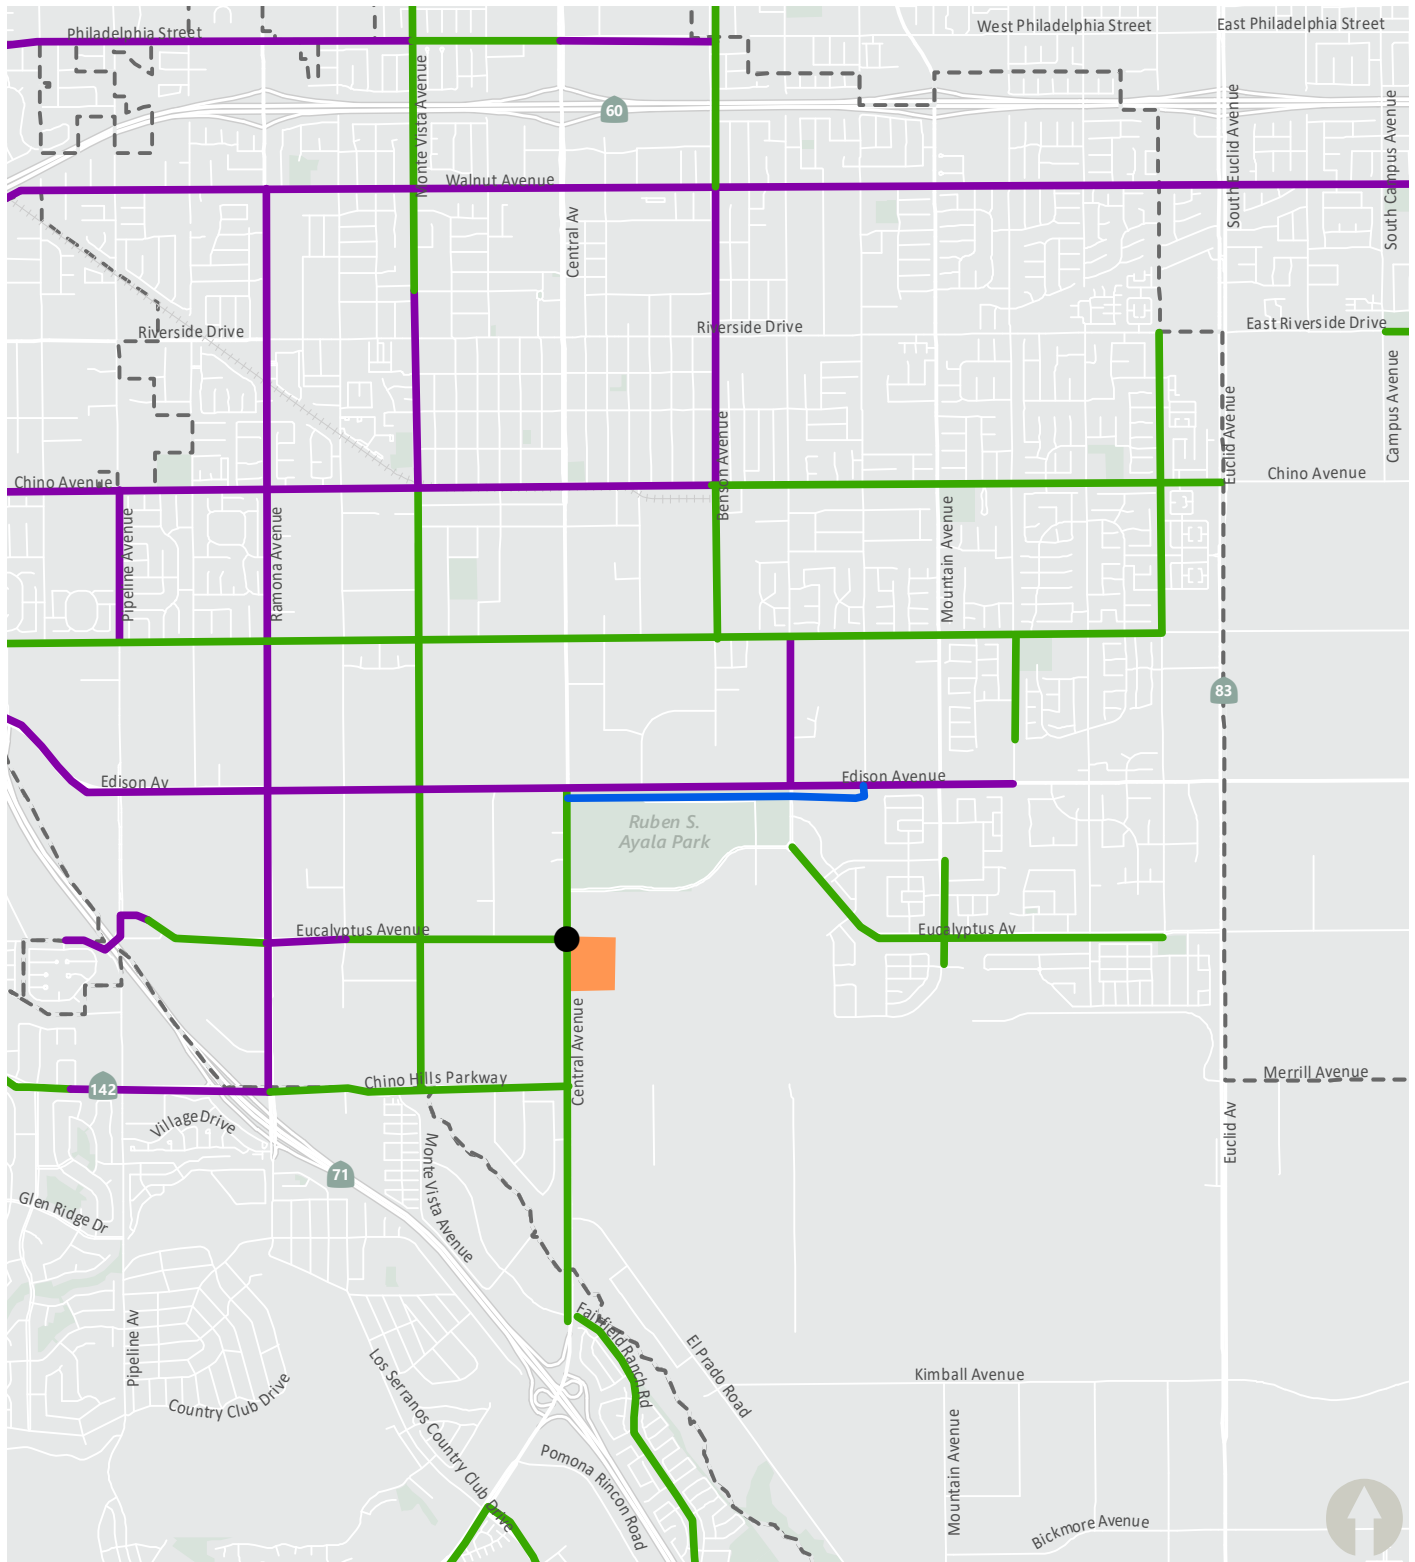 Philadelphia Street
West Philadelphia Street
East Philadelphia Street
Monte Vista Avenue
60
South Euclid Avenue
South Campus Avenue
Walnut Avenue
Central Av
Riverside Drive
Riverside Drive
East Riverside Drive
Campus Avenue
Euclid Avenue
Benson Avenue
Chino Avenue
Chino Avenue
Pipeline Avenue
Ramona Avenue
Mountain Avenue
83
Edison Av
Edison Avenue
Ruben S.
Ayala Park
Eucalyptus Avenue
Eucalyptus Av
Central Avenue
142
Chino Hills Parkway
Merrill Avenue
Village Drive
Euclid Av
71
Monte Vista Avenue
Glen Ridge Dr
Pipeline Av
Fairfield Ranch Rd
El Prado Road
Los Serranos Country Club Drive
Country Club Drive
Kimball Avenue
Pomona Rincon Road
Mountain Avenue
Bickmore Avenue